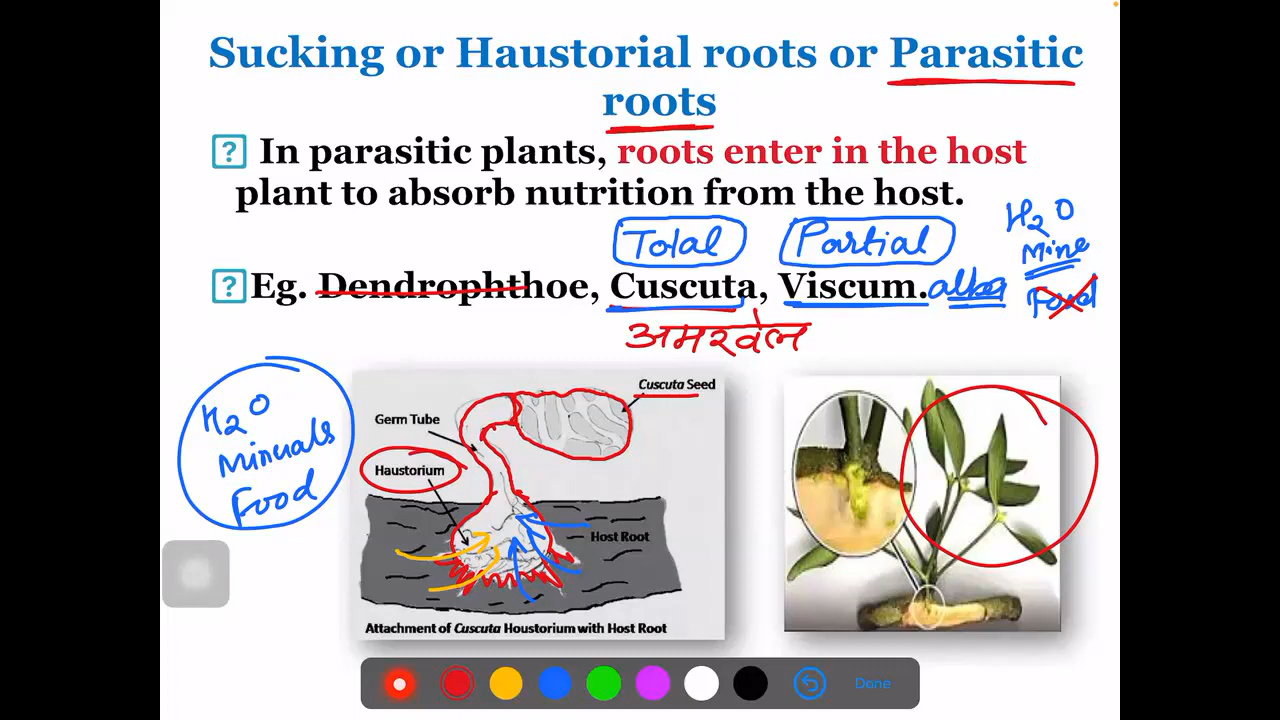 Sucking or Haustorial roots or Parasitic
roots
? In parasitic plants, roots enter in the host
plant to absorb nutrition from the host.
Total Partial
H2O
Mine
Food
? Eg. Dendrophthoe, Cuscuta, Viscum.
अमरबेल
H2O
Minerals
Food
Cuscuta Seed
Germ Tube
Haustorium
Host Root
Attachment of Cuscuta Houstorium with Host Root
Done